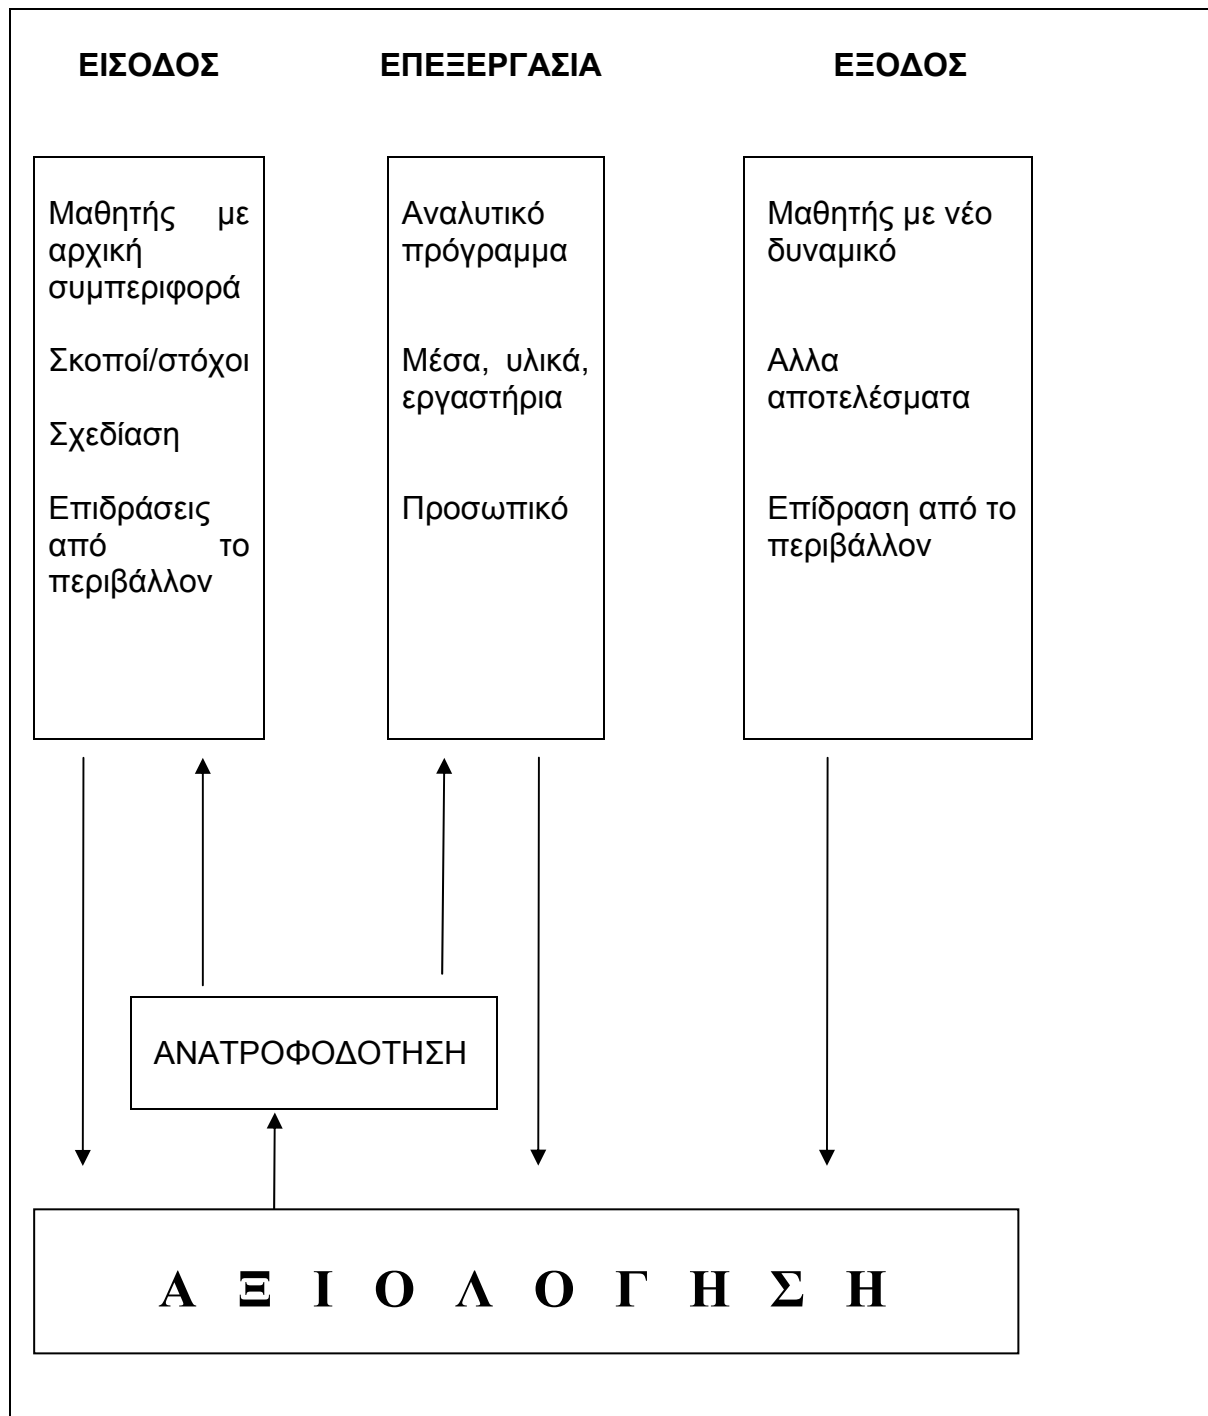 ΕΙΣΟΔΟΣ ΕΠΕΞΕΡΓΑΣΙΑ ΕΞΟΔΟΣ
Μαθητής με
αρχική
συμπεριφορά
Σκοποί/στόχοι
Σχεδίαση
Επιδράσεις
από το
περιβάλλον
Αναλυτικό
πρόγραμμα
Μέσα, υλικά,
εργαστήρια
Προσωπικό
Μαθητής με νέο
δυναμικό
Αλλα
αποτελέσματα
Επίδραση από το
περιβάλλον
ΑΝΑΤΡΟΦΟΔΟΤΗΣΗ
Α Ξ Ι Ο Λ Ο Γ Η Σ Η